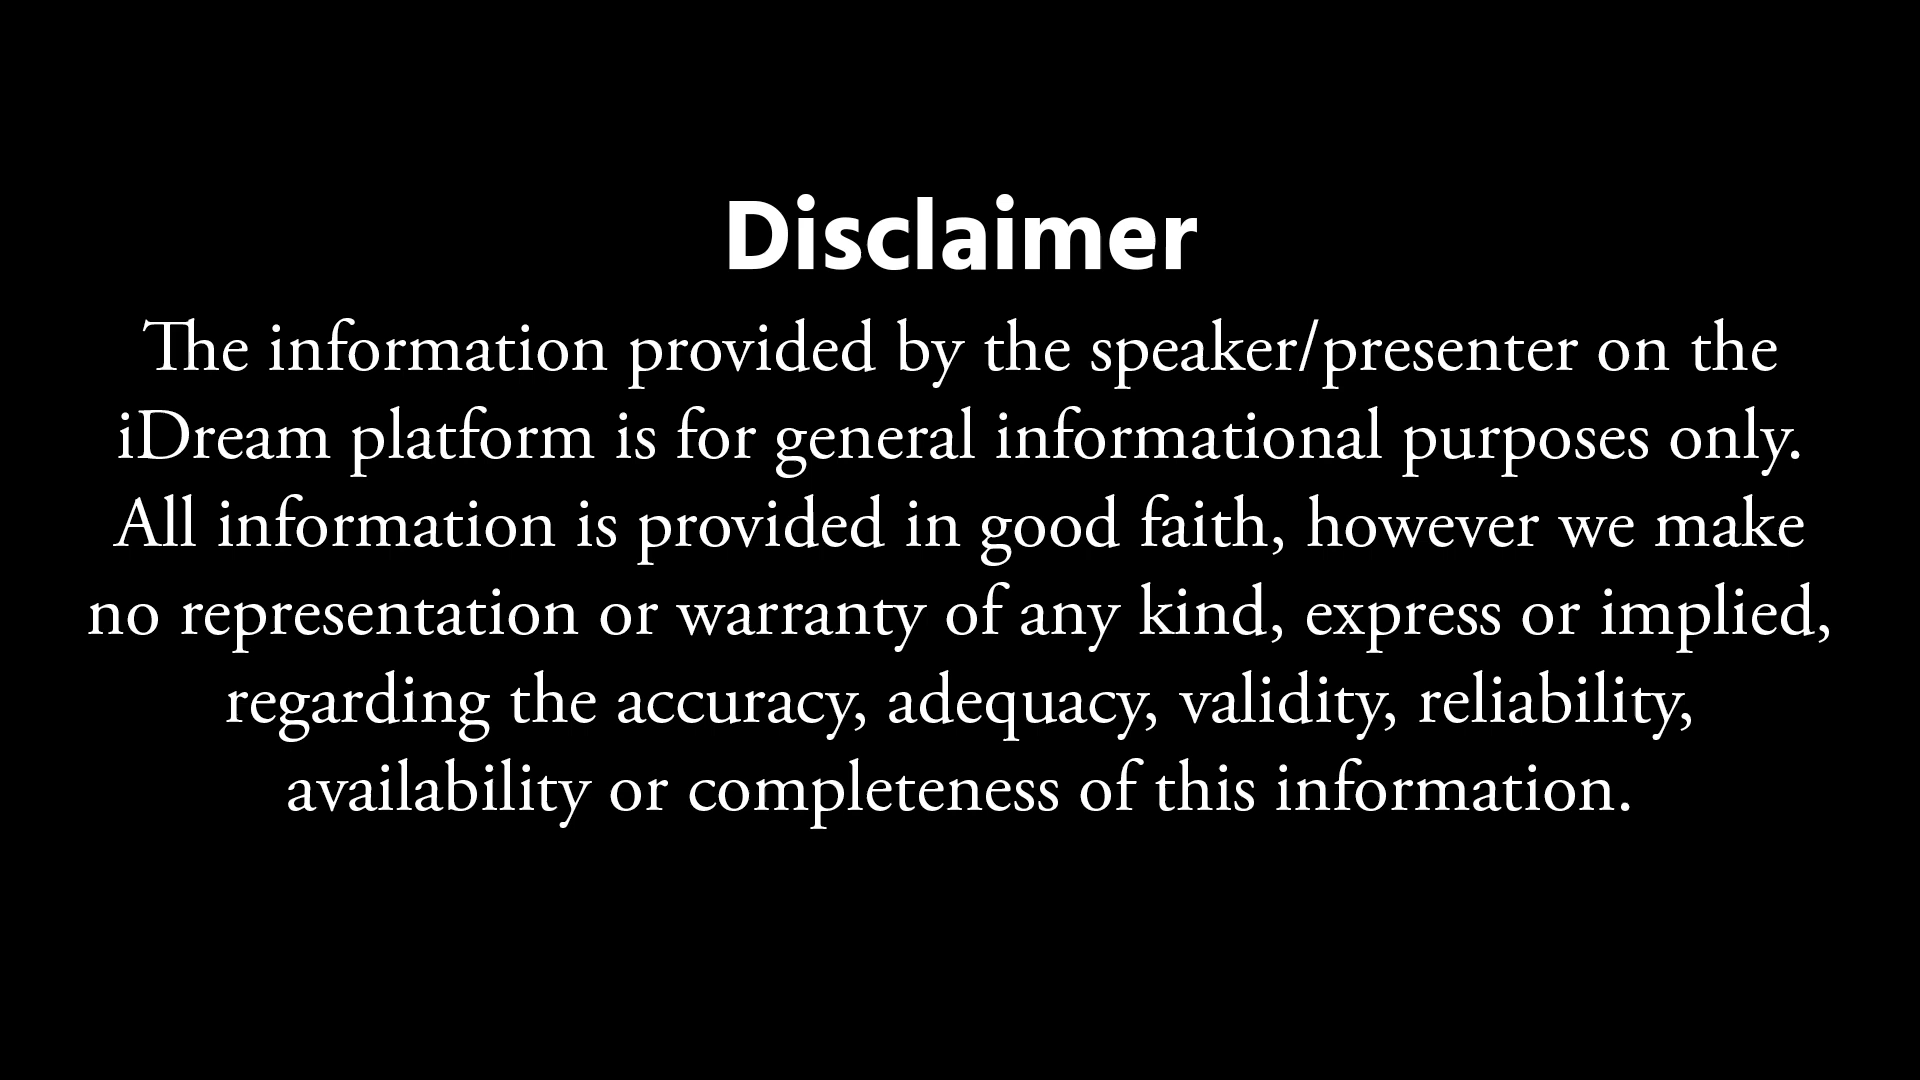 Disclaimer
The information provided by the speaker/presenter on the
iDream platform is for general informational purposes only.
All information is provided in good faith, however we make
no representation or warranty of any kind, express or implied,
regarding the accuracy, adequacy, validity, reliability,
availability or completeness of this information.